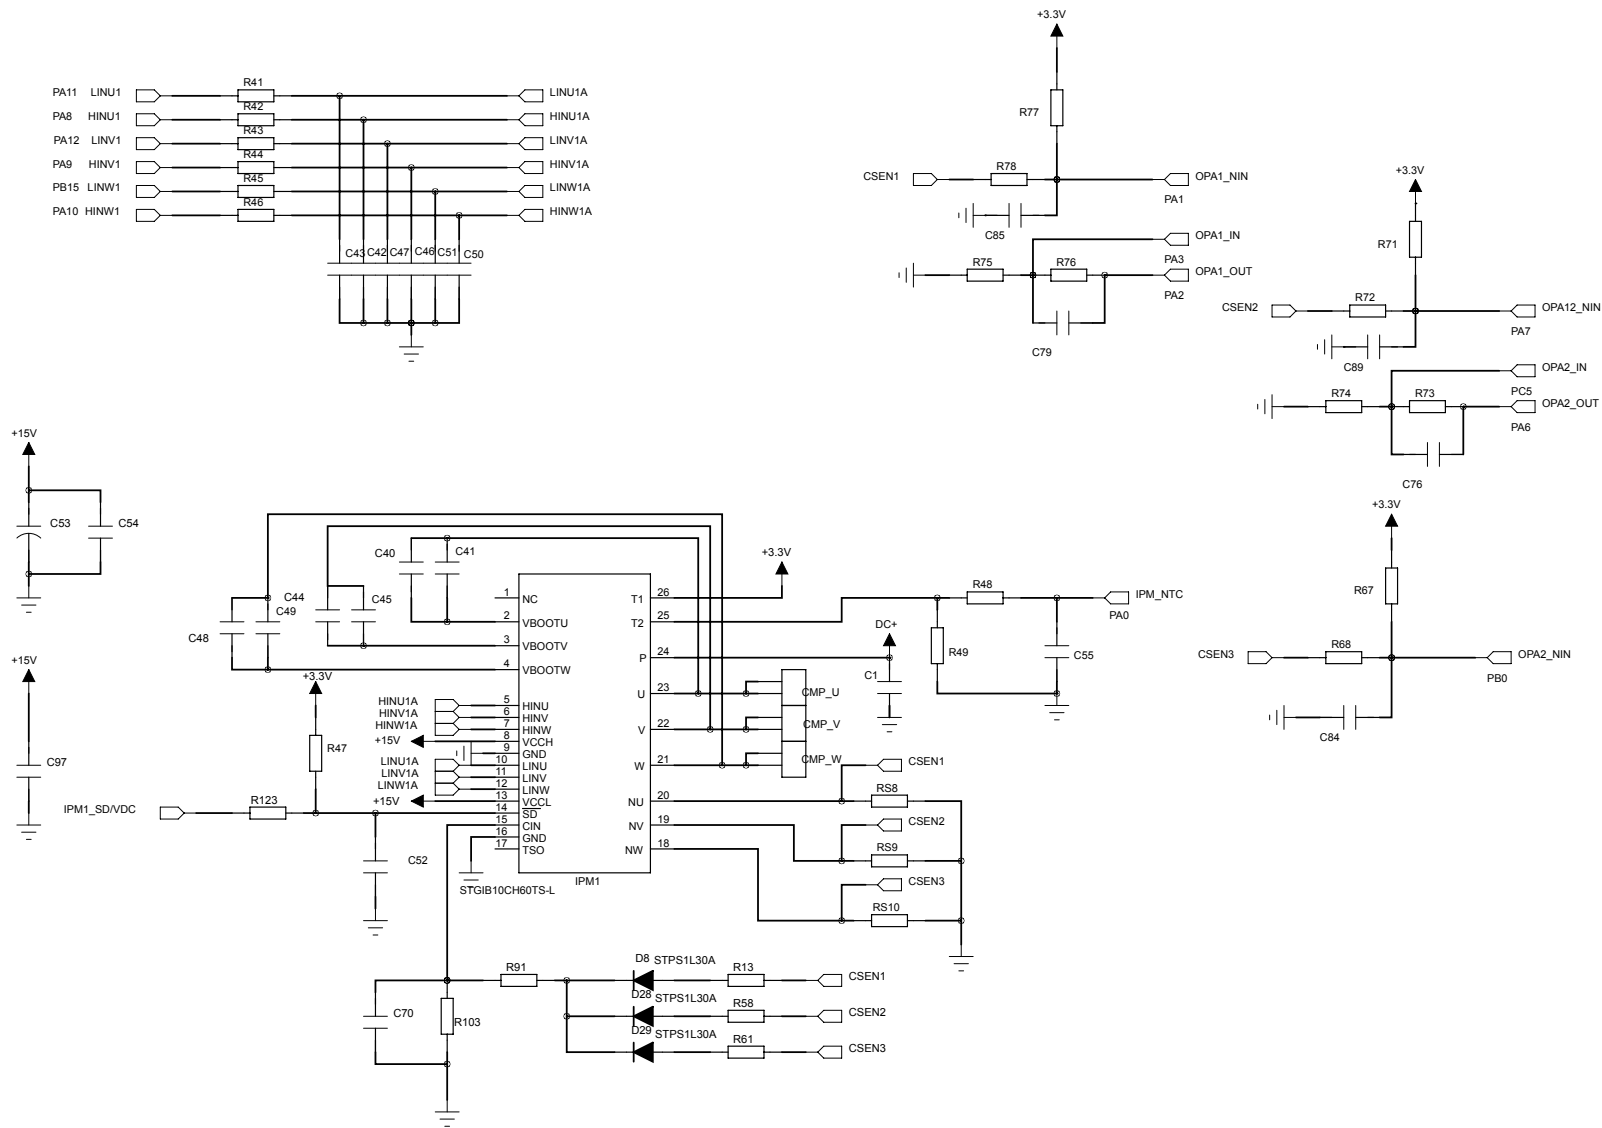 PA11 LINU1 R41 LINU1A
PA8 HINU1 R42 HINU1A
PA12 LINV1 R43 LINV1A
PA9 HINV1 R44 HINV1A
PB15 LINW1 R45 LINW1A
PA10 HINW1 R46 HINW1A
C43 C42 C47 C46 C51 C50
+3.3V
R77
CSEN1 R78 OPA1_NIN
PA1
C85
OPA1_IN
PA3
R75 R76 OPA1_OUT
PA2
C79
+3.3V
R71
CSEN2 R72 OPA12_NIN
PA7
C89
OPA2_IN
PC5
R74 R73 OPA2_OUT
PA6
C76
+3.3V
R67
CSEN3 R68 OPA2_NIN
PB0
C84
+15V
C53 C54
+15V
C97
C40 C41
C44 C45
C48 C49
+3.3V
R47
IPM1_SD/VDC R123
C52
HINU1A
HINV1A
HINW1A
+15V
LINU1A
LINV1A
LINW1A
+15V
1 NC
2 VBOOTU
3 VBOOTV
4 VBOOTW
5 HINU
6 HINV
7 HINW
8 VCCH
9 GND
10 LINU
11 LINV
12 LINW
13 VCCL
14 SD
15 CIN
16 GND
17 TSO
T1 26
T2 25
P 24
U 23
V 22
W 21
NU 20
NV 19
NW 18
IPM1
STGIB10CH60TS-L
+3.3V
R48 IPM_NTC
PA0
R49 C55
DC+
C1
CMP_U
CMP_V
CMP_W
CSEN1
RS8
CSEN2
RS9
CSEN3
RS10
R91 D8 STPS1L30A R13 CSEN1
D28 STPS1L30A R58 CSEN2
D29 STPS1L30A R61 CSEN3
C70 R103